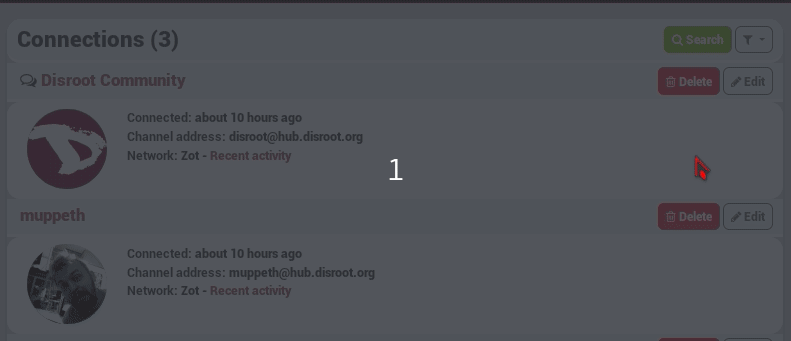 Connections (3)
Search
Disroot Community
Delete
Edit
Connected: about 10 hours ago
Channel address: disroot@hub.disroot.org
Network: Zot - Recent activity
1
muppeth
Delete
Edit
Connected: about 10 hours ago
Channel address: muppeth@hub.disroot.org
Network: Zot - Recent activity